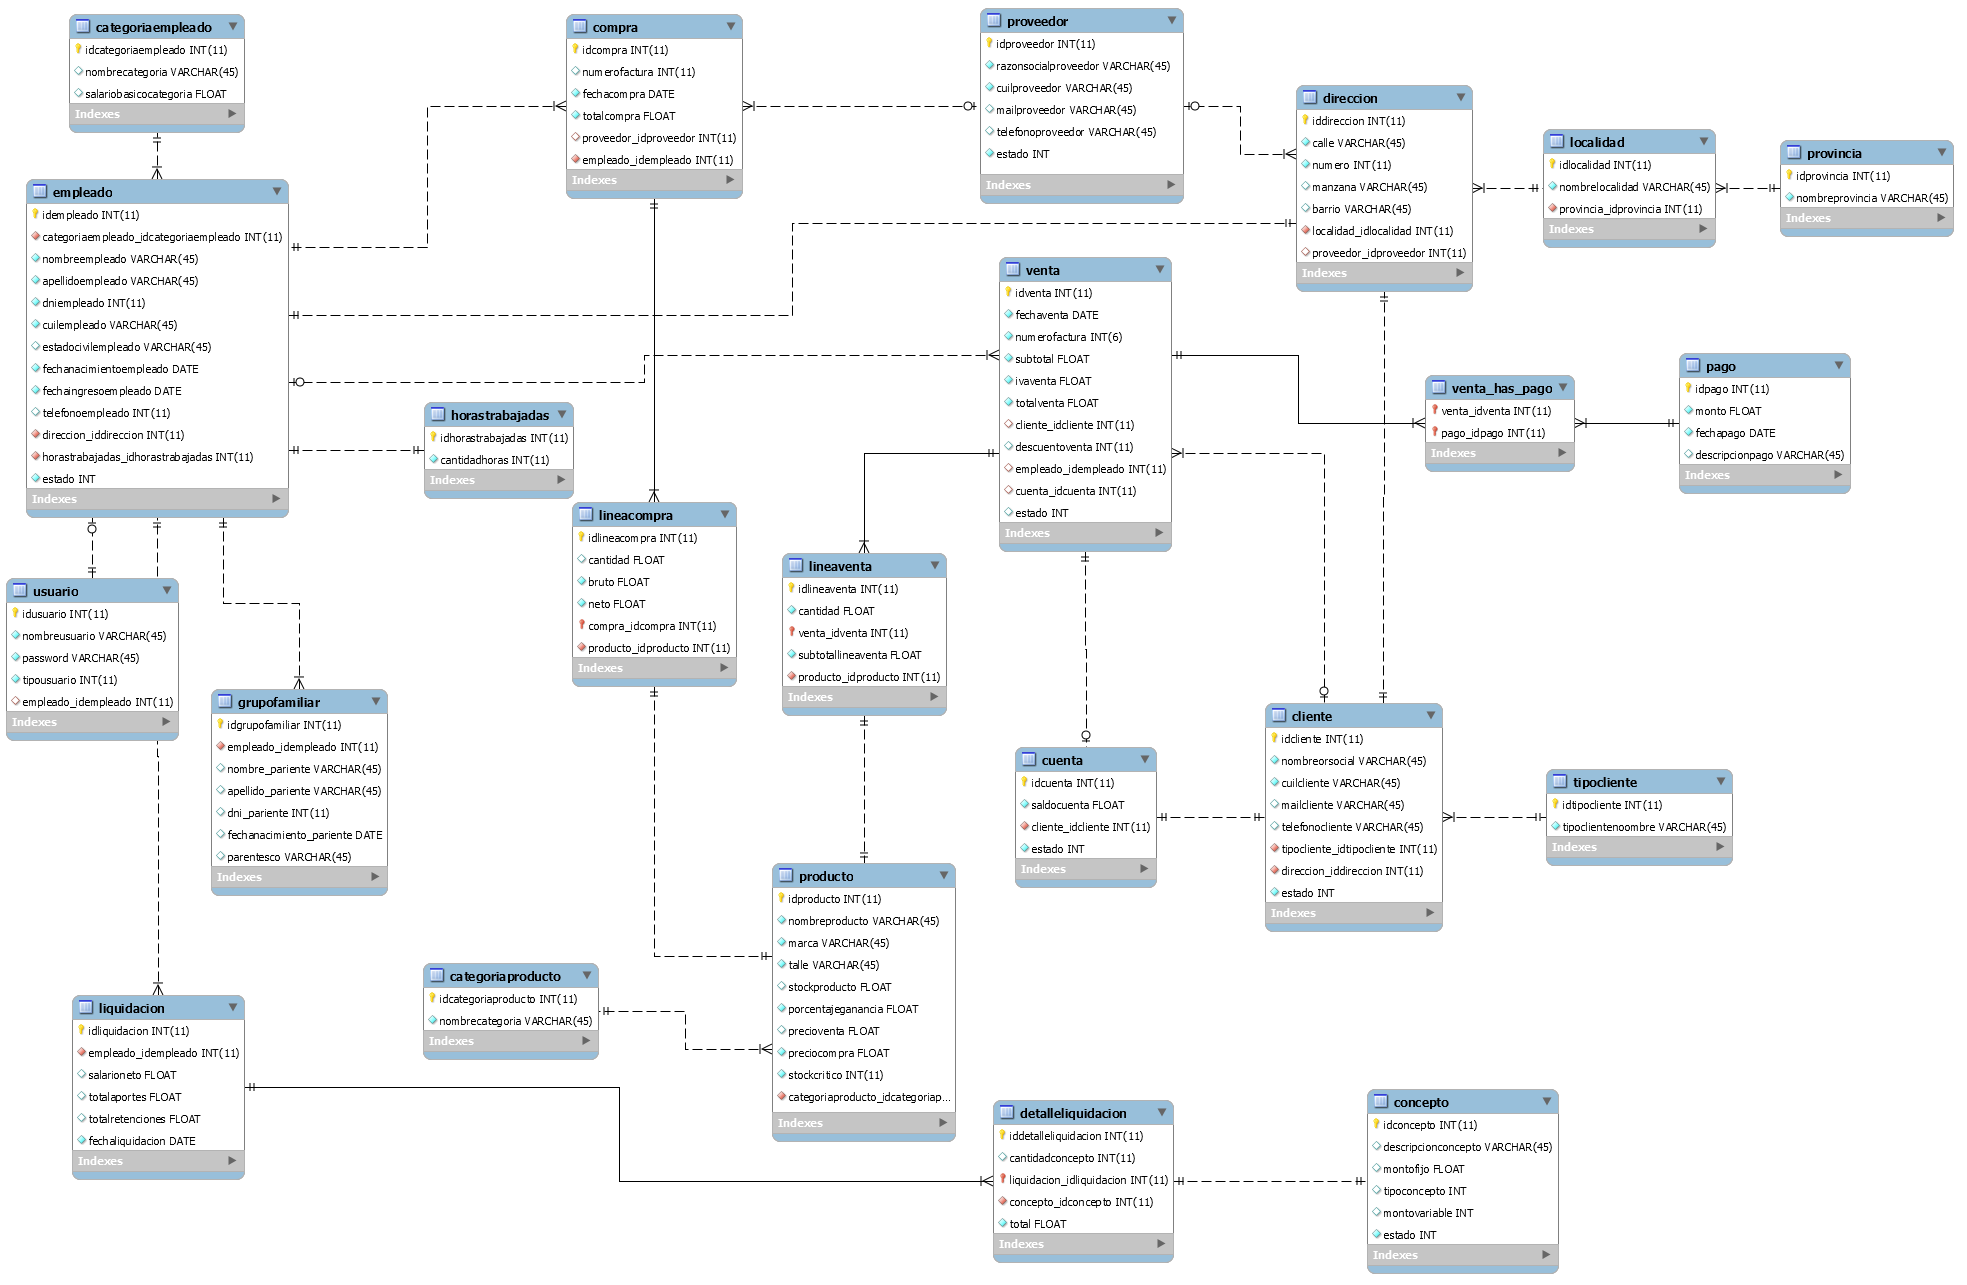 categoriaempleado
idcategoriaempleado INT(11)
nombrecategoria VARCHAR(45)
salariobasicocategoria FLOAT
Indexes
compra
idcompra INT(11)
numerofactura INT(11)
fechacompra DATE
totalcompra FLOAT
proveedor_idproveedor INT(11)
empleado_idempleado INT(11)
Indexes
proveedor
idproveedor INT(11)
razonsocialproveedor VARCHAR(45)
cuilproveedor VARCHAR(45)
mailproveedor VARCHAR(45)
telefonoproveedor VARCHAR(45)
estado INT
Indexes
direccion
iddireccion INT(11)
calle VARCHAR(45)
numero INT(11)
manzana VARCHAR(45)
barrio VARCHAR(45)
localidad_idlocalidad INT(11)
proveedor_idproveedor INT(11)
Indexes
localidad
idlocalidad INT(11)
nombrelocalidad VARCHAR(45)
provincia_idprovincia INT(11)
Indexes
provincia
idprovincia INT(11)
nombreprovincia VARCHAR(45)
Indexes
empleado
idempleado INT(11)
categoriaempleado_idcategoriaempleado INT(11)
nombreempleado VARCHAR(45)
apellidoempleado VARCHAR(45)
dniempleado INT(11)
cuilempleado VARCHAR(45)
estadocivilempleado VARCHAR(45)
fechanacimientoempleado DATE
fechaingresoempleado DATE
telefonoempleado INT(11)
direccion_iddireccion INT(11)
horastrabajadas_idhorastrabajadas INT(11)
estado INT
Indexes
venta
idventa INT(11)
fechaventa DATE
numerofactura INT(6)
subtotal FLOAT
ivaventa FLOAT
totalventa FLOAT
cliente_idcliente INT(11)
descuentoventa INT(11)
empleado_idempleado INT(11)
cuenta_idcuenta INT(11)
estado INT
Indexes
venta_has_pago
venta_idventa INT(11)
pago_idpago INT(11)
Indexes
pago
idpago INT(11)
monto FLOAT
fechapago DATE
descripcionpago VARCHAR(45)
Indexes
horastrabajadas
idhorastrabajadas INT(11)
cantidadhoras INT(11)
Indexes
lineacompra
idlineacompra INT(11)
cantidad FLOAT
bruto FLOAT
neto FLOAT
compra_idcompra INT(11)
producto_idproducto INT(11)
Indexes
lineaventa
idlineaventa INT(11)
cantidad FLOAT
venta_idventa INT(11)
subtotallineaventa FLOAT
producto_idproducto INT(11)
Indexes
usuario
idusuario INT(11)
nombreusuario VARCHAR(45)
password VARCHAR(45)
tipousuario INT(11)
empleado_idempleado INT(11)
Indexes
grupofamiliar
idgrupofamiliar INT(11)
empleado_idempleado INT(11)
nombre_pariente VARCHAR(45)
apellido_pariente VARCHAR(45)
dni_pariente INT(11)
fechanacimiento_pariente DATE
parentesco VARCHAR(45)
Indexes
cuenta
idcuenta INT(11)
saldocuenta FLOAT
cliente_idcliente INT(11)
estado INT
Indexes
cliente
idcliente INT(11)
nombreorsocial VARCHAR(45)
cuilcliente VARCHAR(45)
mailcliente VARCHAR(45)
telefonocliente VARCHAR(45)
tipocliente_idtipocliente INT(11)
direccion_iddireccion INT(11)
estado INT
Indexes
tipocliente
idtipocliente INT(11)
tipoclientenoombre VARCHAR(45)
Indexes
producto
idproducto INT(11)
nombreproducto VARCHAR(45)
marca VARCHAR(45)
talle VARCHAR(45)
stockproducto FLOAT
porcentajeganancia FLOAT
precioventa FLOAT
preciocompra FLOAT
stockcritico INT(11)
categoriaproducto_idcategoriap...
Indexes
categoriaproducto
idcategoriaproducto INT(11)
nombrecategoria VARCHAR(45)
Indexes
liquidacion
idliquidacion INT(11)
empleado_idempleado INT(11)
salarioneto FLOAT
totalaportes FLOAT
totalretenciones FLOAT
fechaliquidacion DATE
Indexes
detalleliquidacion
iddetalleliquidacion INT(11)
cantidadconcepto INT(11)
liquidacion_idliquidacion INT(11)
concepto_idconcepto INT(11)
total FLOAT
Indexes
concepto
idconcepto INT(11)
descripcionconcepto VARCHAR(45)
montofijo FLOAT
tipoconcepto INT
montovariable INT
estado INT
Indexes